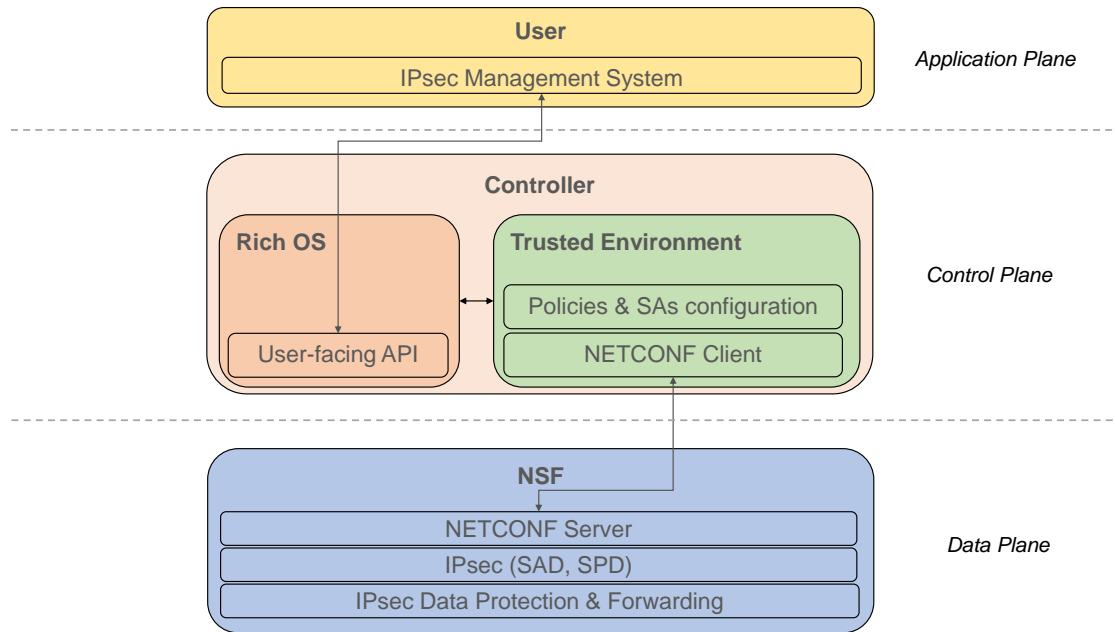 User
IPsec Management System
Application Plane
Controller
Rich OS
Trusted Environment
Policies & SAs configuration
Control Plane
User-facing API
NETCONF Client
NSF
NETCONF Server
IPsec (SAD, SPD)
Data Plane
IPsec Data Protection & Forwarding